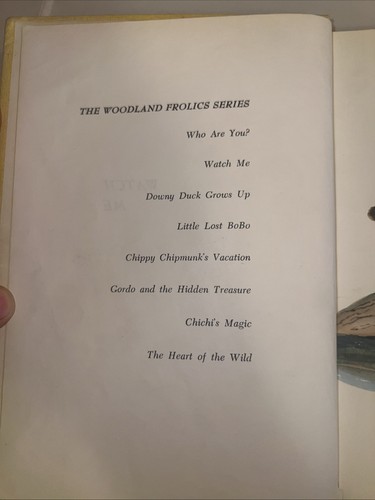 THE WOODLAND FROLICS SERIES
Who Are You?
Watch Me
Downy Duck Grows Up
Little Lost BoBo
Chippy Chipmunk's Vacation
Gordo and the Hidden Treasure
Chichi's Magic
The Heart of the Wild